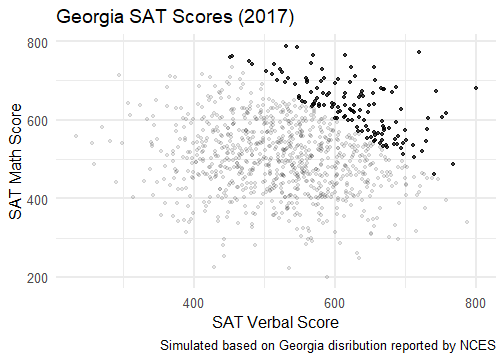 Georgia SAT Scores (2017)
800
600
400
200
SAT Math Score
400 600 800
SAT Verbal Score
Simulated based on Georgia disribution reported by NCES